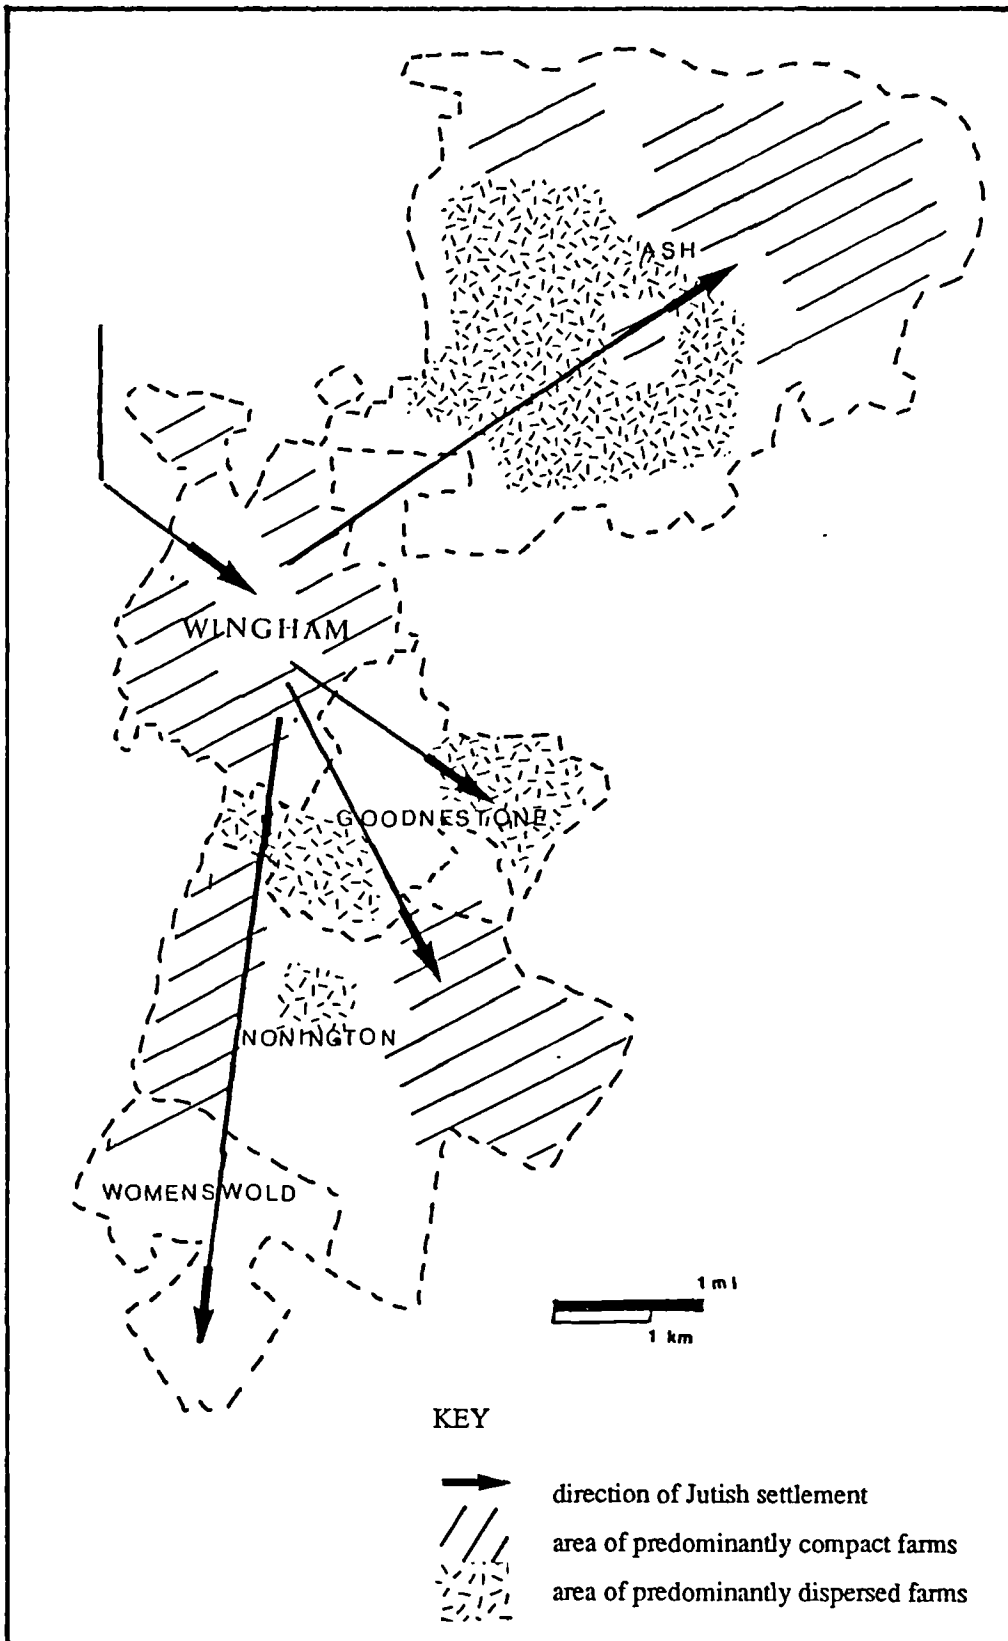 ASH
WINGHAM
GOODNESTONE
NONINGTON
WOMENSWOLD
1 mi
1 km
KEY
direction of Jutish settlement
area of predominantly compact farms
area of predominantly dispersed farms